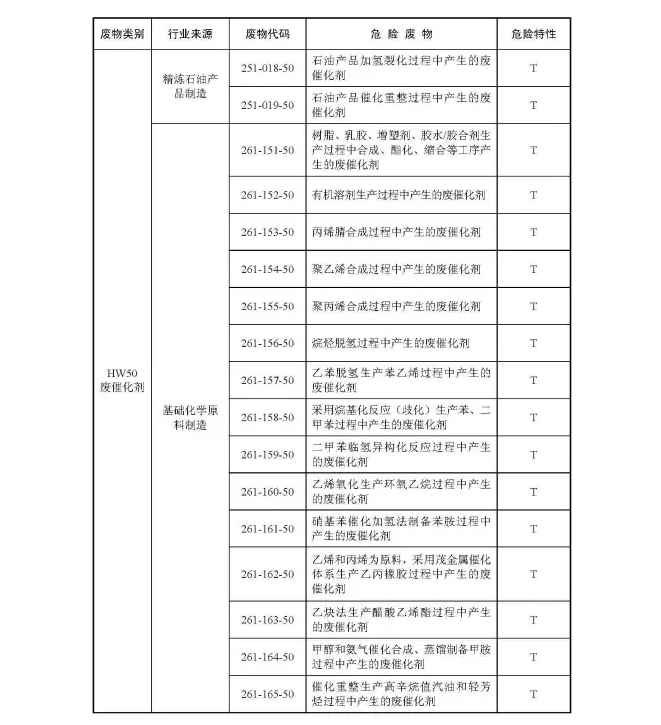 废物类别 行业来源 废物代码 危险废物 危险特性
HW50
废催化剂
精炼石油产
品制造
251-018-50
石油产品加氢裂化过程中产生的废
催化剂
T
251-019-50
石油产品催化重整过程中产生的废
催化剂
T
基础化学原
料制造
261-151-50
树脂、乳胶、增塑剂、胶水/胶合剂生
产过程中合成、酯化、缩合等工序产
生的废催化剂
T
261-152-50
有机溶剂生产过程中产生的废催化剂
T
261-153-50
丙烯腈合成过程中产生的废催化剂
T
261-154-50
聚乙烯合成过程中产生的废催化剂
T
261-155-50
聚丙烯合成过程中产生的废催化剂
T
261-156-50
烷烃脱氢过程中产生的废催化剂
T
261-157-50
乙苯脱氢生产苯乙烯过程中产生的
废催化剂
T
261-158-50
采用烷基化反应（歧化）生产苯、二
甲苯过程中产生的废催化剂
T
261-159-50
二甲苯临氢异构化反应过程中产生
的废催化剂
T
261-160-50
乙烯氧化生产环氧乙烷过程中产生
的废催化剂
T
261-161-50
硝基苯催化加氢法制备苯胺过程中
产生的废催化剂
T
261-162-50
乙烯和丙烯为原料，采用茂金属催化
体系生产乙丙橡胶过程中产生的废
催化剂
T
261-163-50
乙炔法生产醋酸乙烯酯过程中产生
的废催化剂
T
261-164-50
甲醇和氨气催化合成、蒸馏制备甲胺
过程中产生的废催化剂
T
261-165-50
催化重整生产高辛烷值汽油和轻芳
烃过程中产生的废催化剂
T